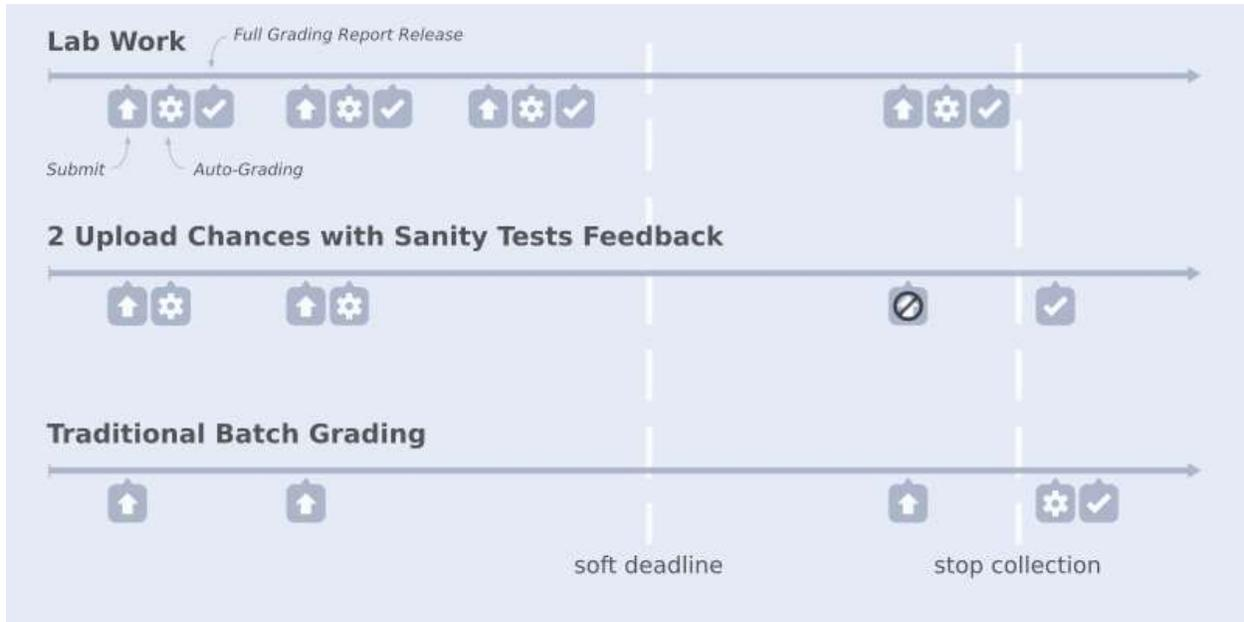 Lab Work
Full Grading Report Release
Submit
Auto-Grading
2 Upload Chances with Sanity Tests Feedback
Traditional Batch Grading
soft deadline
stop collection